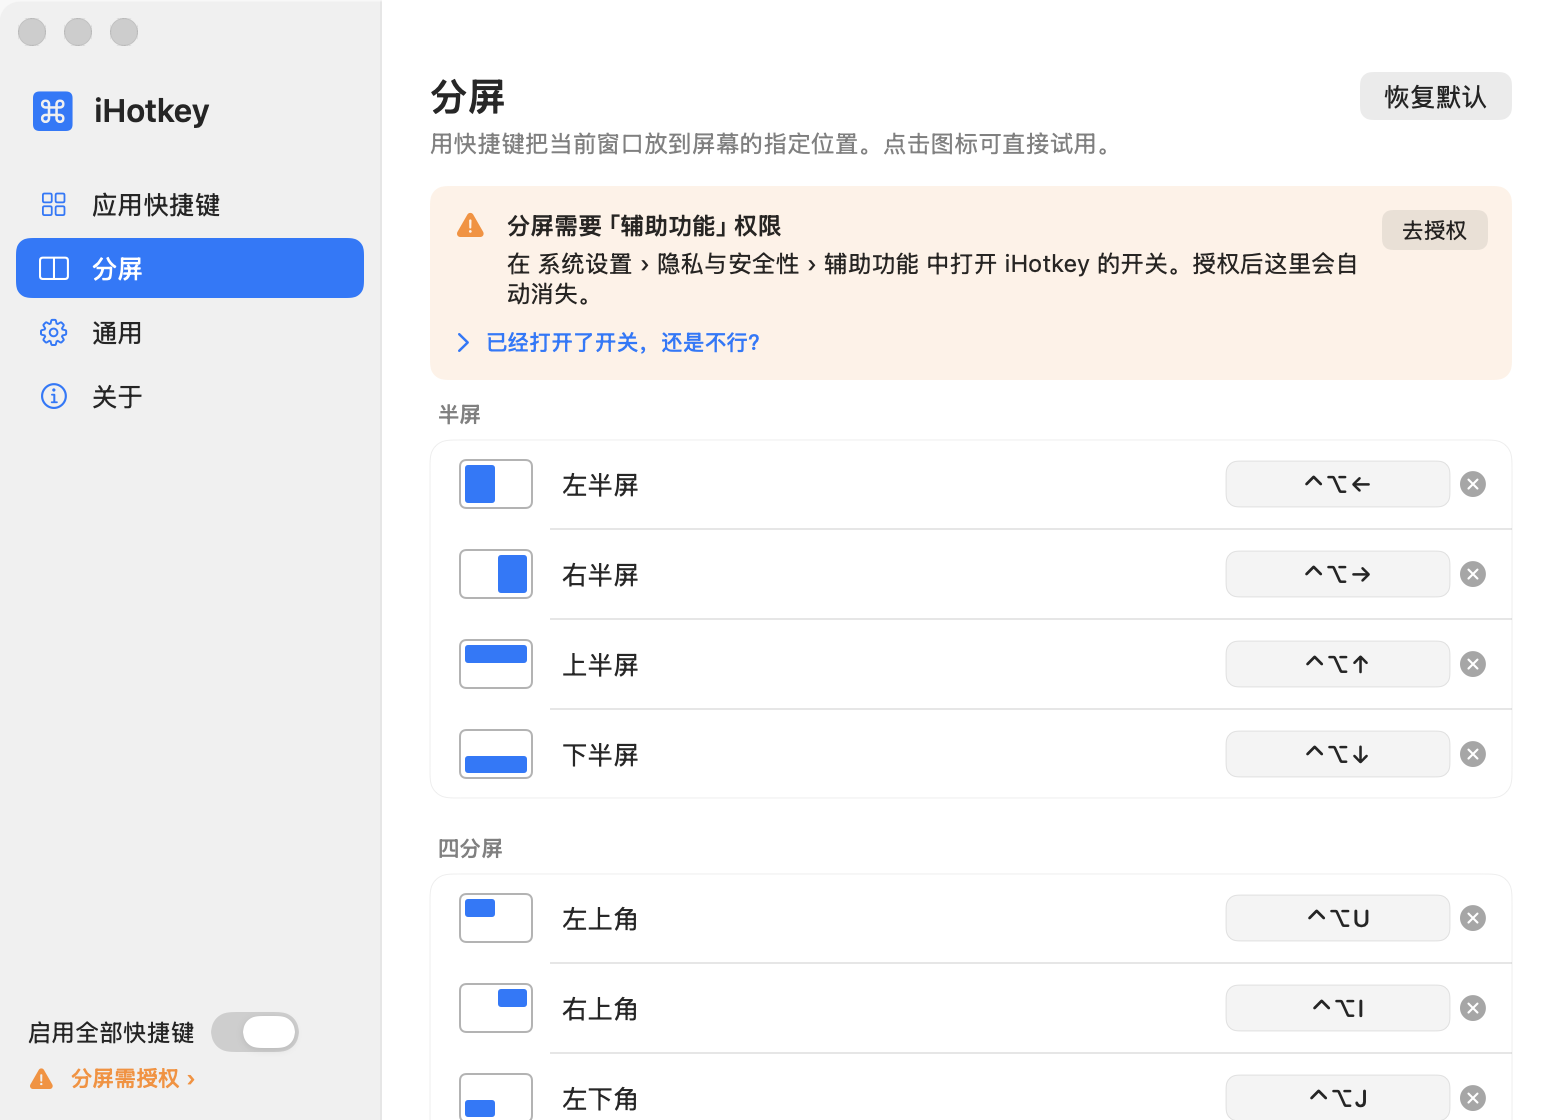 iHotkey
应用快捷键
分屏
通用
关于
启用全部快捷键
分屏需授权 ›
分屏
恢复默认
用快捷键把当前窗口放到屏幕的指定位置。点击图标可直接试用。
分屏需要「辅助功能」权限
去授权
在 系统设置 › 隐私与安全性 › 辅助功能 中打开 iHotkey 的开关。授权后这里会自
动消失。
已经打开了开关，还是不行?
半屏
左半屏
^⌥←
右半屏
^⌥→
上半屏
^⌥↑
下半屏
^⌥↓
四分屏
左上角
^⌥U
右上角
^⌥I
左下角
^⌥J